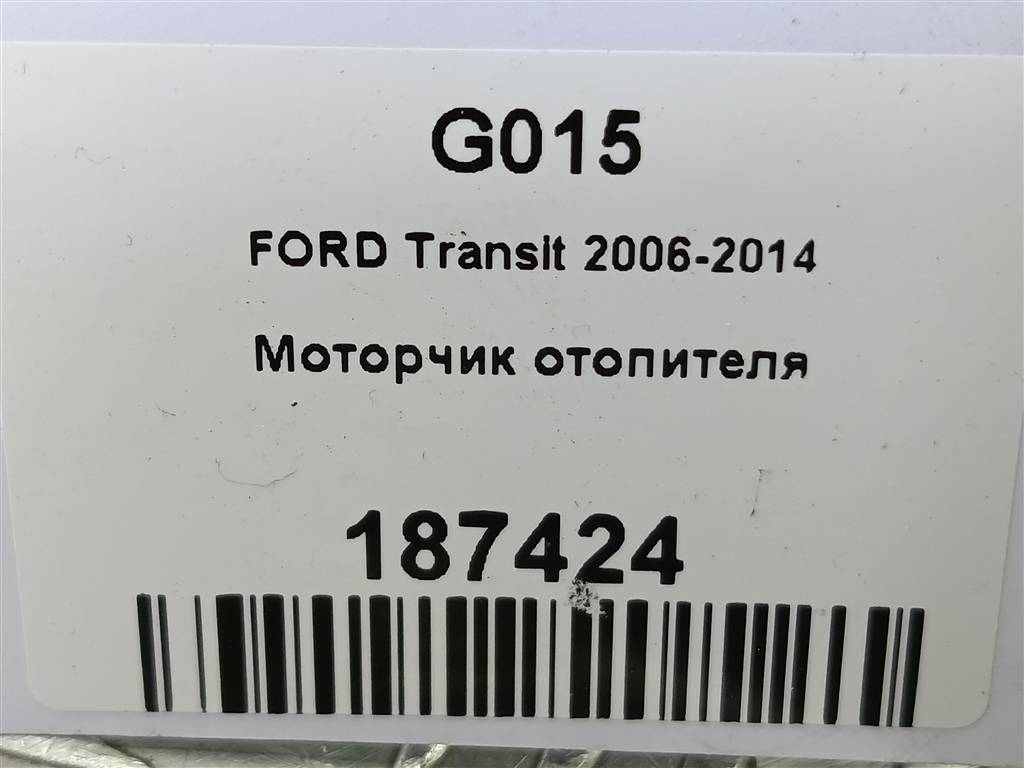 G015
FORD Transit 2006-2014
Моторчик отопителя
187424